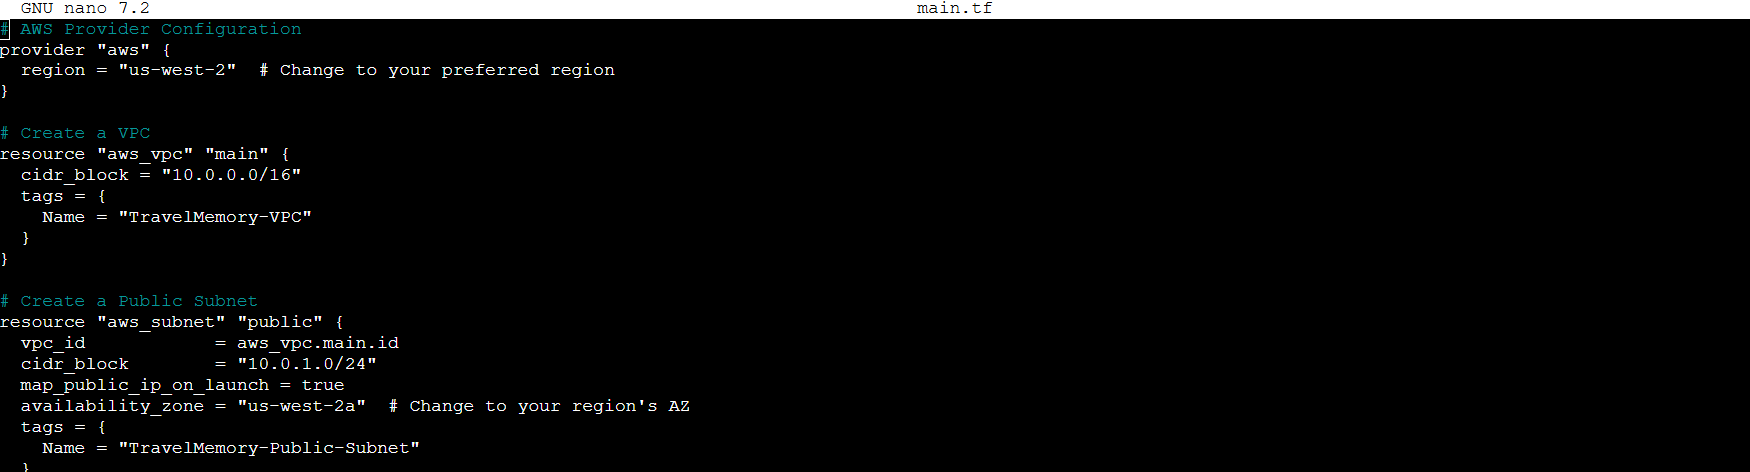 GNU nano 7.2 main.tf
# AWS Provider Configuration
provider "aws" {
  region = "us-west-2"  # Change to your preferred region
}

# Create a VPC
resource "aws_vpc" "main" {
  cidr_block = "10.0.0.0/16"
  tags = {
    Name = "TravelMemory-VPC"
  }
}

# Create a Public Subnet
resource "aws_subnet" "public" {
  vpc_id            = aws_vpc.main.id
  cidr_block        = "10.0.1.0/24"
  map_public_ip_on_launch = true
  availability_zone = "us-west-2a"  # Change to your region's AZ
  tags = {
    Name = "TravelMemory-Public-Subnet"
  }